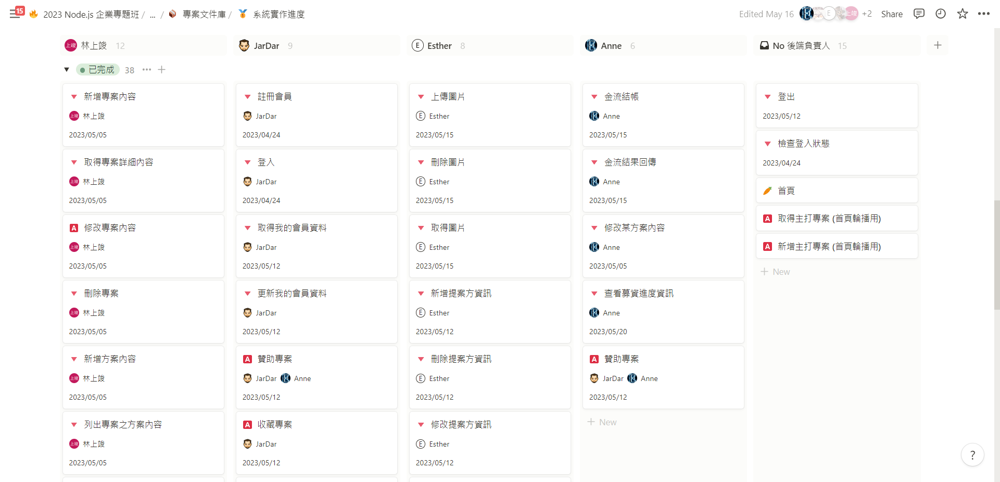 15 2023 Node.js 企業專題班 / ... / 專案文件庫 / 系統實作進度 Edited May 16 E 上竣 +2 Share
上竣 林上竣 12
JarDar 9
E Esther 8
Anne 6
No 後端負責人 15
已完成 38
新增專案內容
上竣 林上竣
2023/05/05
取得專案詳細內容
上竣 林上竣
2023/05/05
A 修改專案內容
上竣 林上竣
2023/05/05
刪除專案
上竣 林上竣
2023/05/05
新增方案內容
上竣 林上竣
2023/05/05
列出專案之方案內容
上竣 林上竣
2023/05/05
註冊會員
JarDar
2023/04/24
登入
JarDar
2023/04/24
取得我的會員資料
JarDar
2023/05/12
更新我的會員資料
JarDar
2023/05/12
A 贊助專案
JarDar Anne
2023/05/12
A 收藏專案
JarDar
2023/05/12
上傳圖片
E Esther
2023/05/15
刪除圖片
E Esther
2023/05/15
取得圖片
E Esther
2023/05/15
新增提案方資訊
E Esther
2023/05/12
刪除提案方資訊
E Esther
2023/05/12
修改提案方資訊
E Esther
2023/05/12
金流結帳
Anne
2023/05/15
金流結果回傳
Anne
2023/05/15
修改某方案內容
Anne
2023/05/05
查看募資進度資訊
Anne
2023/05/20
A 贊助專案
JarDar Anne
2023/05/12
+ New
登出
2023/05/12
檢查登入狀態
2023/04/24
首頁
A 取得主打專案 (首頁輪播用)
A 新增主打專案 (首頁輪播用)
+ New
?